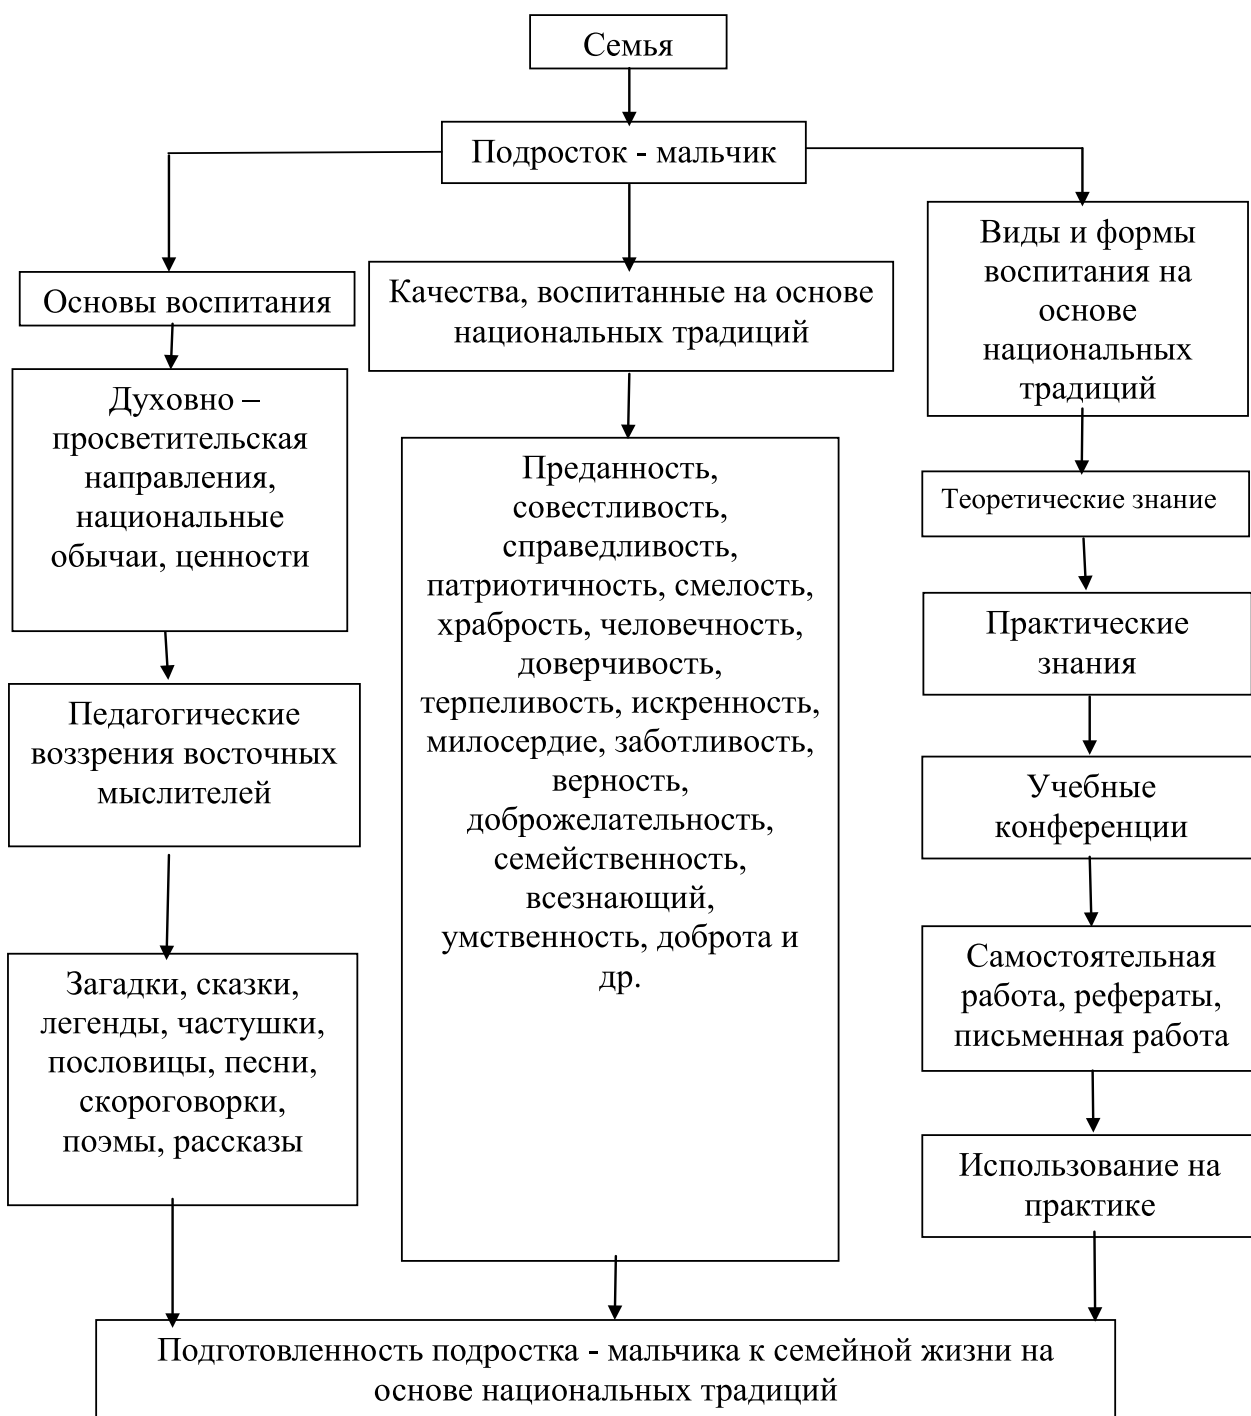 Семья
Подросток - мальчик
Основы воспитания
Духовно –
просветительская
направления,
национальные
обычаи, ценности
Педагогические
воззрения восточных
мыслителей
Загадки, сказки,
легенды, частушки,
пословицы, песни,
скороговорки,
поэмы, рассказы
Качества, воспитанные на основе
национальных традиций
Преданность,
совестливость,
справедливость,
патриотичность, смелость,
храбрость, человечность,
доверчивость,
терпеливость, искренность,
милосердие, заботливость,
верность,
доброжелательность,
семейственность,
всезнающий,
умственность, доброта и
др.
Виды и формы
воспитания на
основе
национальных
традиций
Теоретические знание
Практические
знания
Учебные
конференции
Самостоятельная
работа, рефераты,
письменная работа
Использование на
практике
Подготовленность подростка - мальчика к семейной жизни на
основе национальных традиций